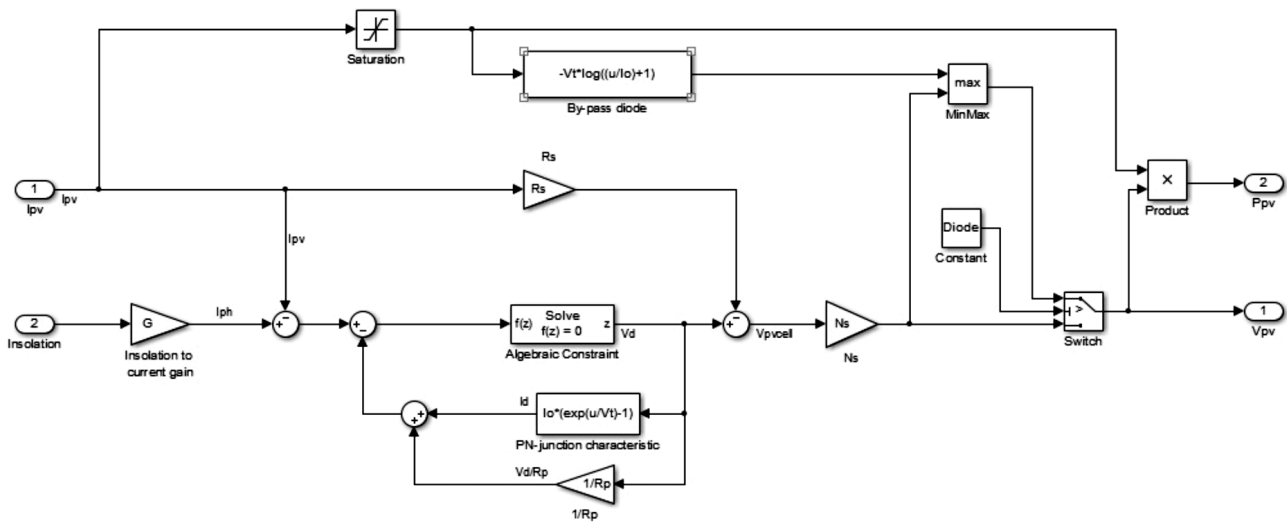 Saturation
-Vt*log((u/Io)+1)
By-pass diode
max
MinMax
Rs
1
Ipv
Ipv
Rs
×
Product
2
Ppv
Ipv
Diode
Constant
2
Insolation
G
Iph
Insolation to
current gain
+
−
+
−
f(z)
Solve
f(z) = 0
z
Algebraic Constraint
Vd
+
−
Vpvcell
Ns
Ns
>
Switch
1
Vpv
+
+
Id
Io*(exp(u/Vt)-1)
PN-junction characteristic
Vd/Rp
1/Rp
1/Rp